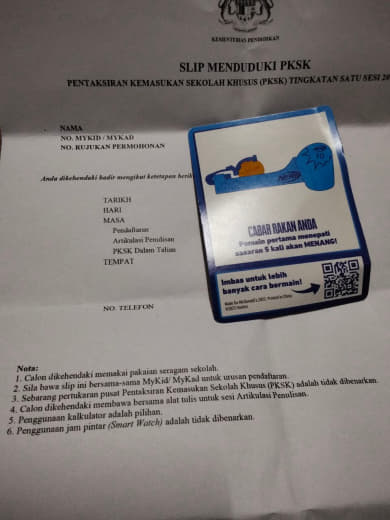 KEMENTERIAN PENDIDIKAN
SLIP MENDUDUKI PKSK
PENTAKSIRAN KEMASUKAN SEKOLAH KHUSUS (PKSK) TINGKATAN SATU SESI 20
NAMA
NO. MYKID / MYKAD
NO. RUJUKAN PERMOHONAN
Anda dikehendaki hadir mengikut ketetapan berik
TARIKH
HARI
MASA
Pendaftaran
Artikulasi Penulisan
PKSK Dalam Talian
TEMPAT
NO. TELEFON
CABAR RAKAN ANDA
Pemain pertama menepati
sasaran 5 kali akan MENANG!
Imbas untuk lebih
banyak cara bermain!
Nota:
1. Calon dikehendaki memakai pakaian seragam sekolah.
2. Sila bawa slip ini bersama-sama MyKid/ MyKad untuk urusan pendaftaran.
3. Sebarang pertukaran pusat Pentaksiran Kemasukan Sekolah Khusus (PKSK) adalah tidak dibenarkan.
4. Calon dikehendaki membawa bersama alat tulis untuk sesi Artikulasi Penulisan.
5. Penggunaan kalkulator adalah pilihan.
6. Penggunaan jam pintar (Smart Watch) adalah tidak dibenarkan.